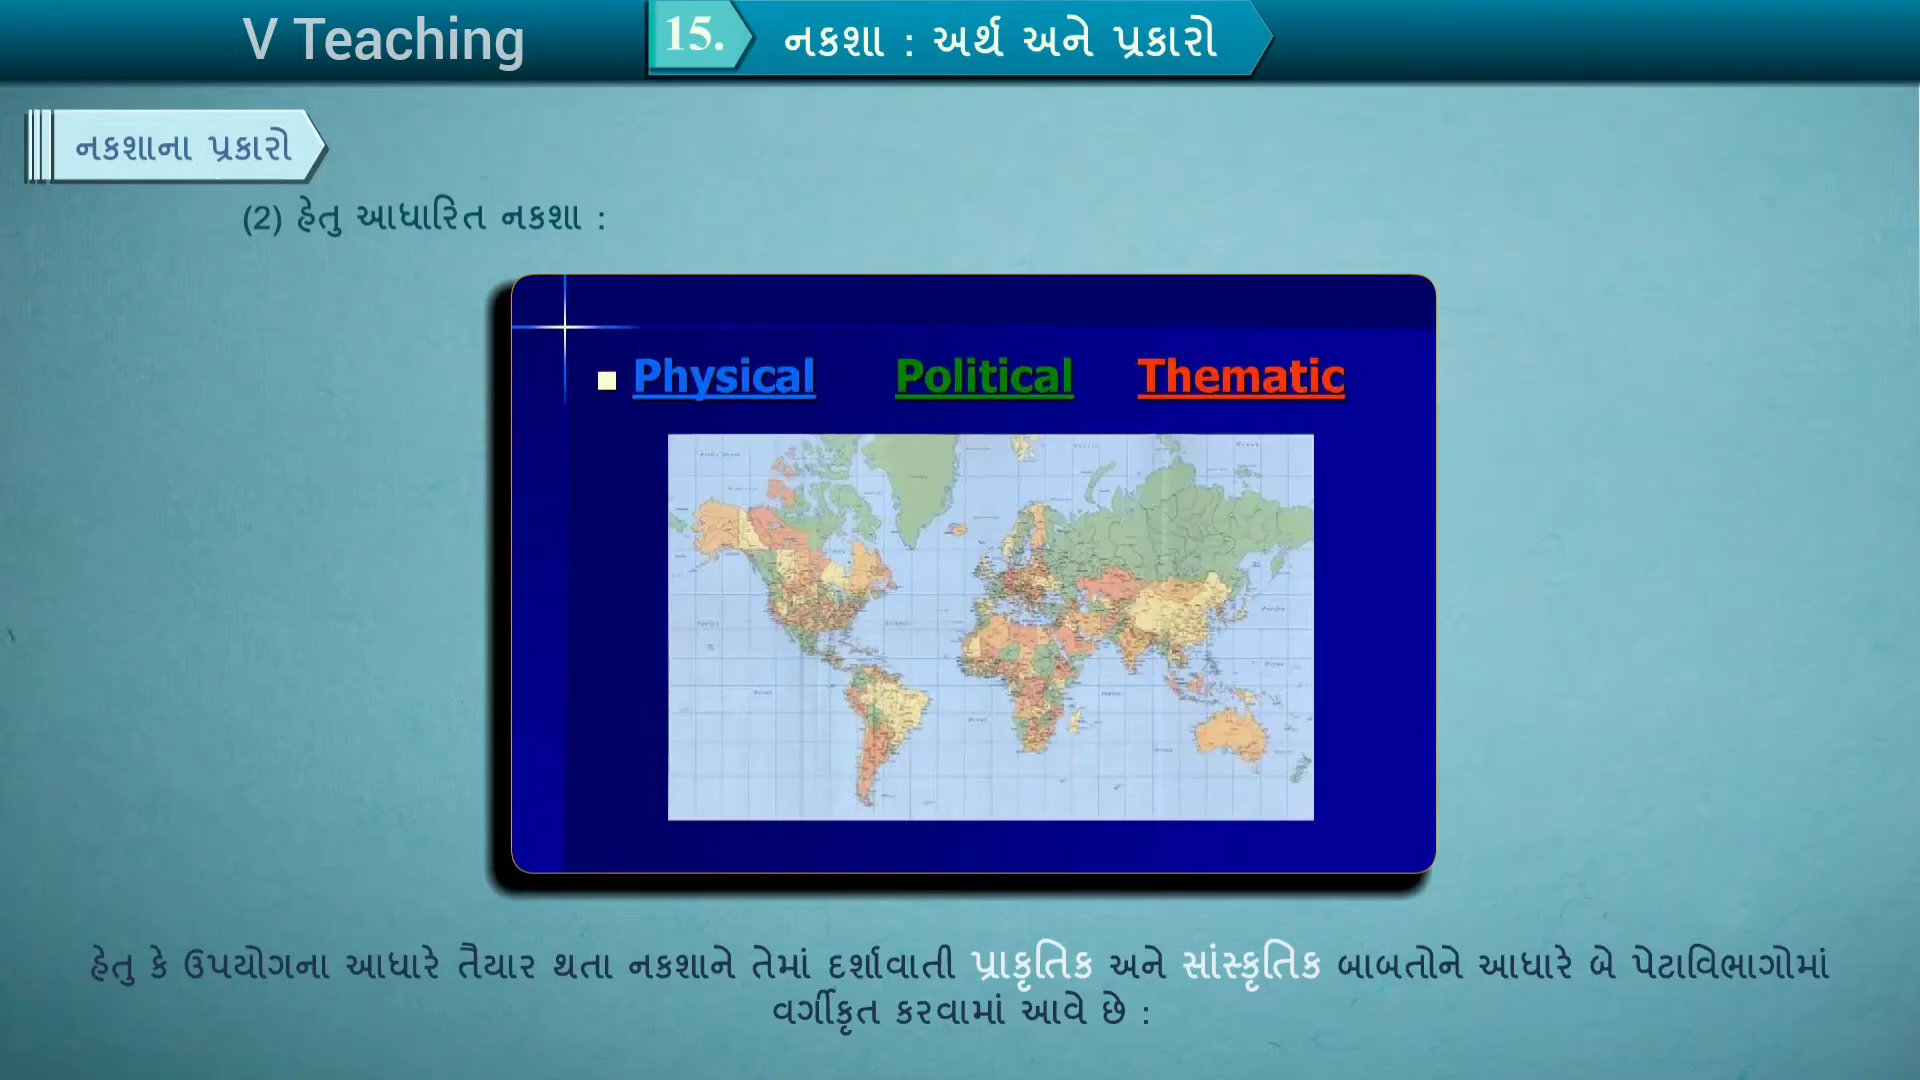 V Teaching
15. નકશા : અર્થ અને પ્રકારો
નકશાના પ્રકારો
(2) હેતુ આધારિત નકશા :
Physical Political Thematic
હેતુ કે ઉપયોગના આધારે તૈયાર થતા નકશાને તેમાં દર્શાવાતી પ્રાકૃતિક અને સાંસ્કૃતિક બાબતોને આધારે બે પેટાવિભાગોમાં
વર્ગીકૃત કરવામાં આવે છે :